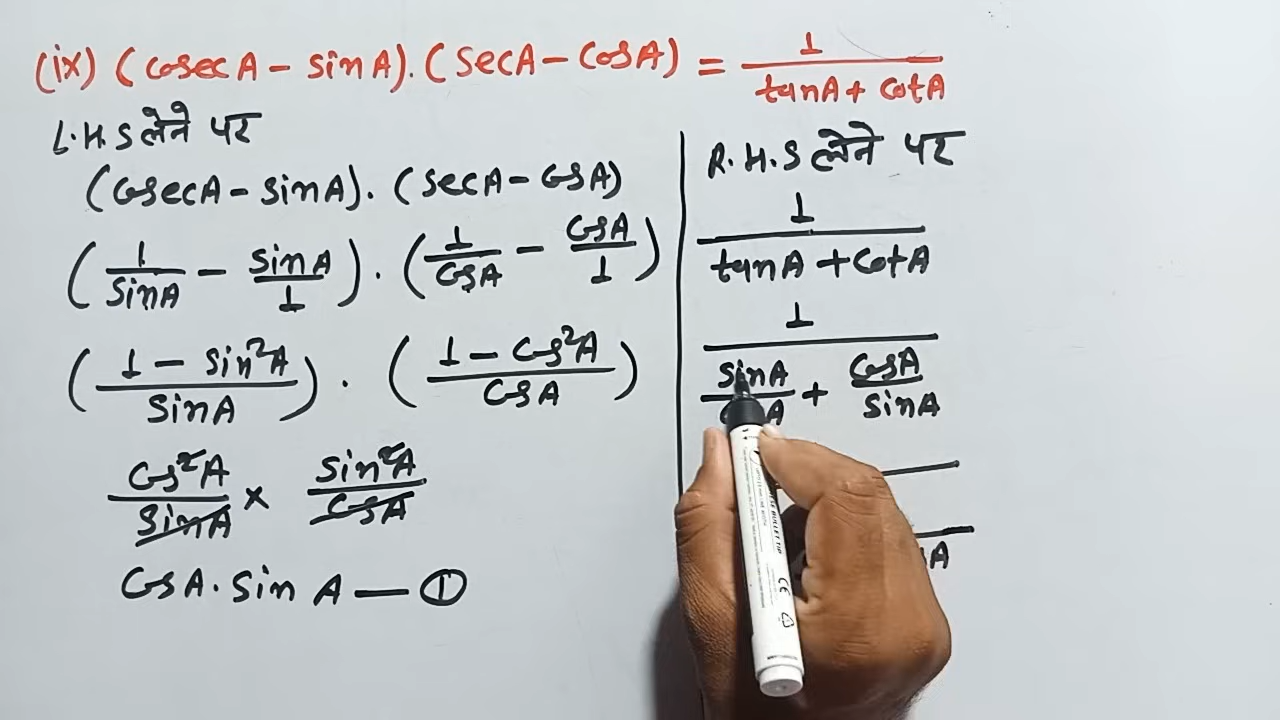 (ix) (CosecA - sinA).(SecA - CosA) = 1/(tanA + CotA)
L.H.S लेने पर
(CosecA - sinA).(SecA - CosA)
(1/SinA - SinA/1).(1/CosA - CosA/1)
((1 - Sin²A)/SinA).((1 - Cos²A)/CosA)
Cos²A/SinA × Sin²A/CosA
CosA.Sin A — ①
R.H.S लेने पर
1/(tanA + CotA)
1
SinA + CosA/SinA
A